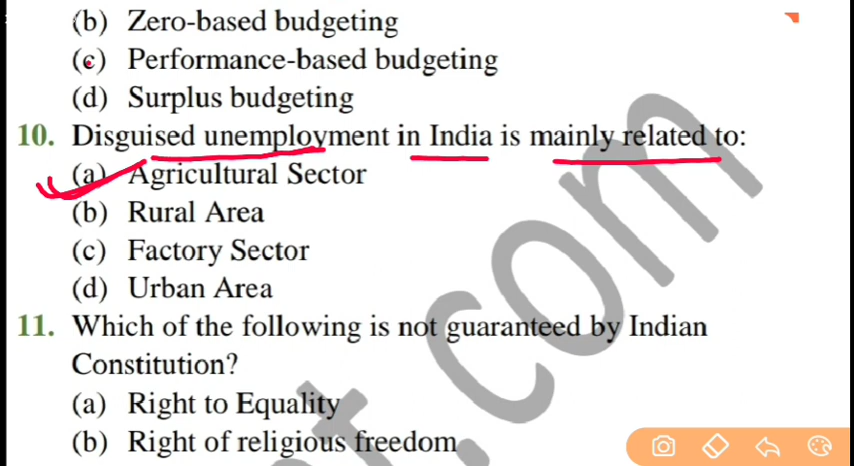 (b) Zero-based budgeting
(c) Performance-based budgeting
(d) Surplus budgeting
10. Disguised unemployment in India is mainly related to:
(a) Agricultural Sector
(b) Rural Area
(c) Factory Sector
(d) Urban Area
11. Which of the following is not guaranteed by Indian
Constitution?
(a) Right to Equality
(b) Right of religious freedom
t.com